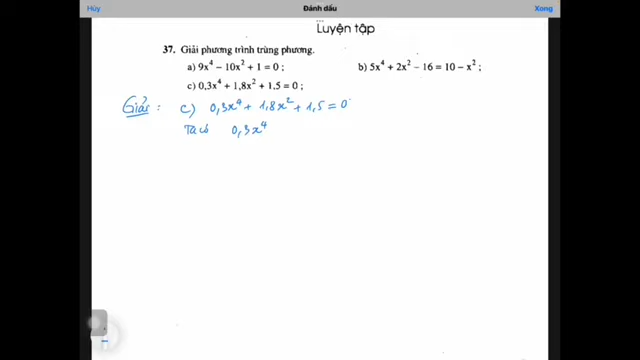 Hủy Đánh dấu Xong
Luyện tập
37. Giải phương trình trùng phương.
a) 9x⁴ – 10x² + 1 = 0 ; b) 5x⁴ + 2x² – 16 = 10 – x² ;
c) 0,3x⁴ + 1,8x² + 1,5 = 0 ;
Giải : c) 0,3x⁴ + 1,8x² + 1,5 = 0
Ta có 0,3x⁴